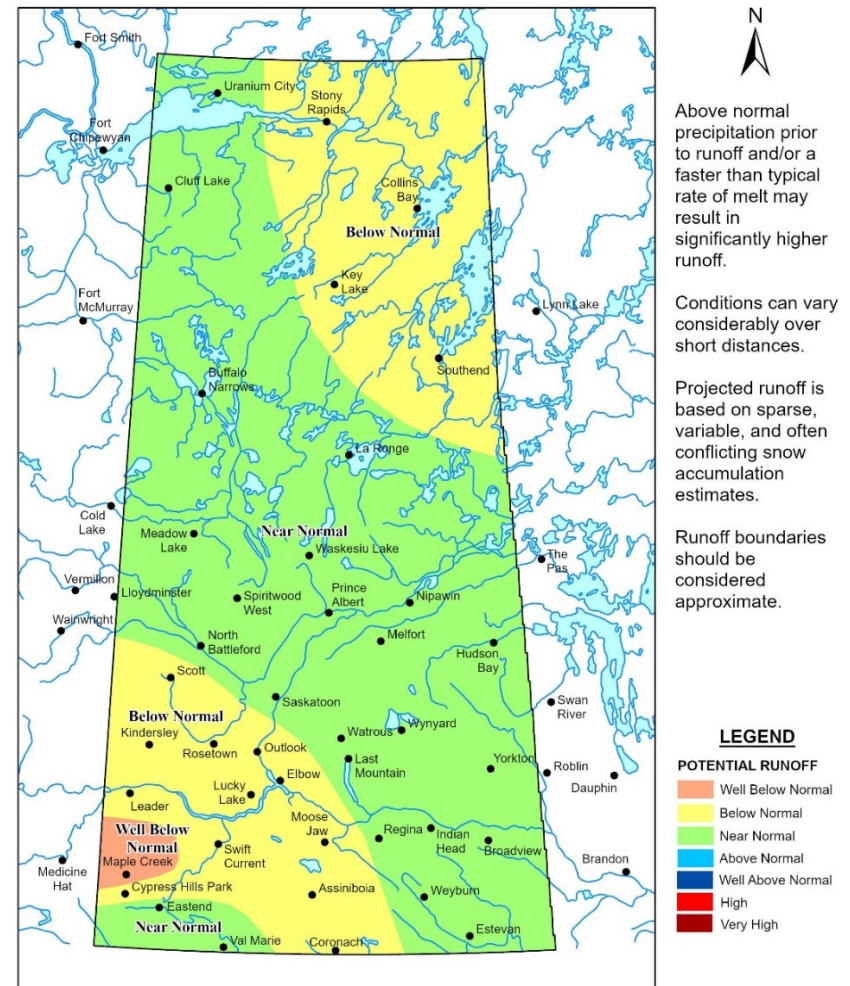 Fort Smith
Uranium City
Stony
Rapids
Fort
Chipewyan
Cluff Lake
Collins
Bay
Below Normal
Key
Lake
Fort
McMurray
Lynn Lake
Southend
Buffalo
Narrows
La Ronge
Cold
Lake
Meadow
Lake
Near Normal
Waskesiu Lake
The
Pas
Vermilion
Lloydminster
Spiritwood
West
Prince
Albert
Nipawin
Wainwright
North
Battleford
Melfort
Hudson
Bay
Scott
Saskatoon
Swan
River
Below Normal
Kindersley
Rosetown
Outlook
Watrous
Wynyard
Last
Mountain
Elbow
Yorkton
Roblin
Dauphin
Leader
Lucky
Lake
Moose
Jaw
Well Below
Normal
Maple Creek
Swift
Current
Regina
Indian
Head
Broadview
Brandon
Medicine
Hat
Cypress Hills Park
Assiniboia
Weyburn
Eastend
Near Normal
Val Marie
Coronach
Estevan
N
Above normal
precipitation prior
to runoff and/or a
faster than typical
rate of melt may
result in
significantly higher
runoff.
Conditions can vary
considerably over
short distances.
Projected runoff is
based on sparse,
variable, and often
conflicting snow
accumulation
estimates.
Runoff boundaries
should be
considered
approximate.
LEGEND
POTENTIAL RUNOFF
Well Below Normal
Below Normal
Near Normal
Above Normal
Well Above Normal
High
Very High